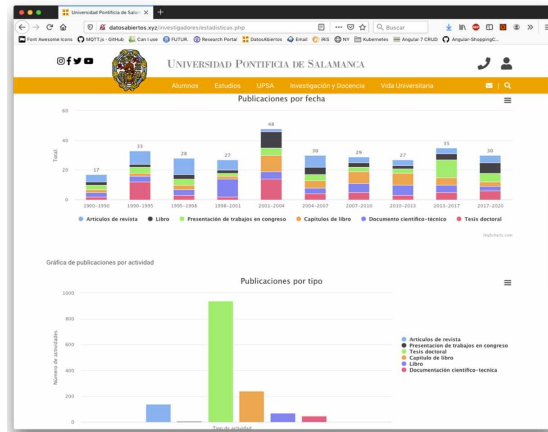 Universidad Pontificia de Salam
datosabiertos.xyz/investigadores/estadisticas.php
Buscar
Font Awesome Icons
MQTT.js - GitHub
Can I use
FUTUR.
Research Portal
DatosAbiertos
Email
IRIS
NY
Kubernetes
Angular 7 CRUD
Angular-ShoppingC...
UNIVERSIDAD PONTIFICIA DE SALAMANCA
Alumnos Estudios UPSA Investigación y Docencia Vida Universitaria
Publicaciones por fecha
Total
60
40
20
0
17 33 28 27 48 30 29 27 35 30
1900-1990 1990-1995 1995-1998 1998-2001 2001-2004 2004-2007 2007-2010 2010-2013 2013-2017 2017-2020
Artículos de revista Libro Presentación de trabajos en congreso Capítulos de libro Documento científico-técnico Tesis doctoral
Highcharts.com
Gráfica de publicaciones por actividad
Publicaciones por tipo
Número de actividades
1000
800
600
400
200
0
Artículos de revista
Presentación de trabajos en congreso
Tesis doctoral
Capítulo de libro
Libro
Documentación científico-tecnica
Tipo de actividad